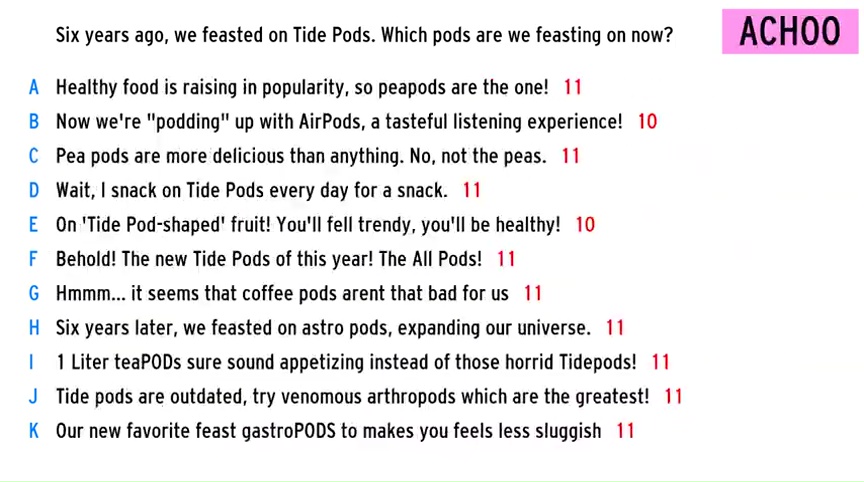 Six years ago, we feasted on Tide Pods. Which pods are we feasting on now?
ACHOO
A Healthy food is raising in popularity, so peapods are the one! 11
B Now we're "podding" up with AirPods, a tasteful listening experience! 10
C Pea pods are more delicious than anything. No, not the peas. 11
D Wait, I snack on Tide Pods every day for a snack. 11
E On 'Tide Pod-shaped' fruit! You'll fell trendy, you'll be healthy! 10
F Behold! The new Tide Pods of this year! The All Pods! 11
G Hmmm... it seems that coffee pods arent that bad for us 11
H Six years later, we feasted on astro pods, expanding our universe. 11
I 1 Liter teaPODs sure sound appetizing instead of those horrid Tidepods! 11
J Tide pods are outdated, try venomous arthropods which are the greatest! 11
K Our new favorite feast gastroPODS to makes you feels less sluggish 11